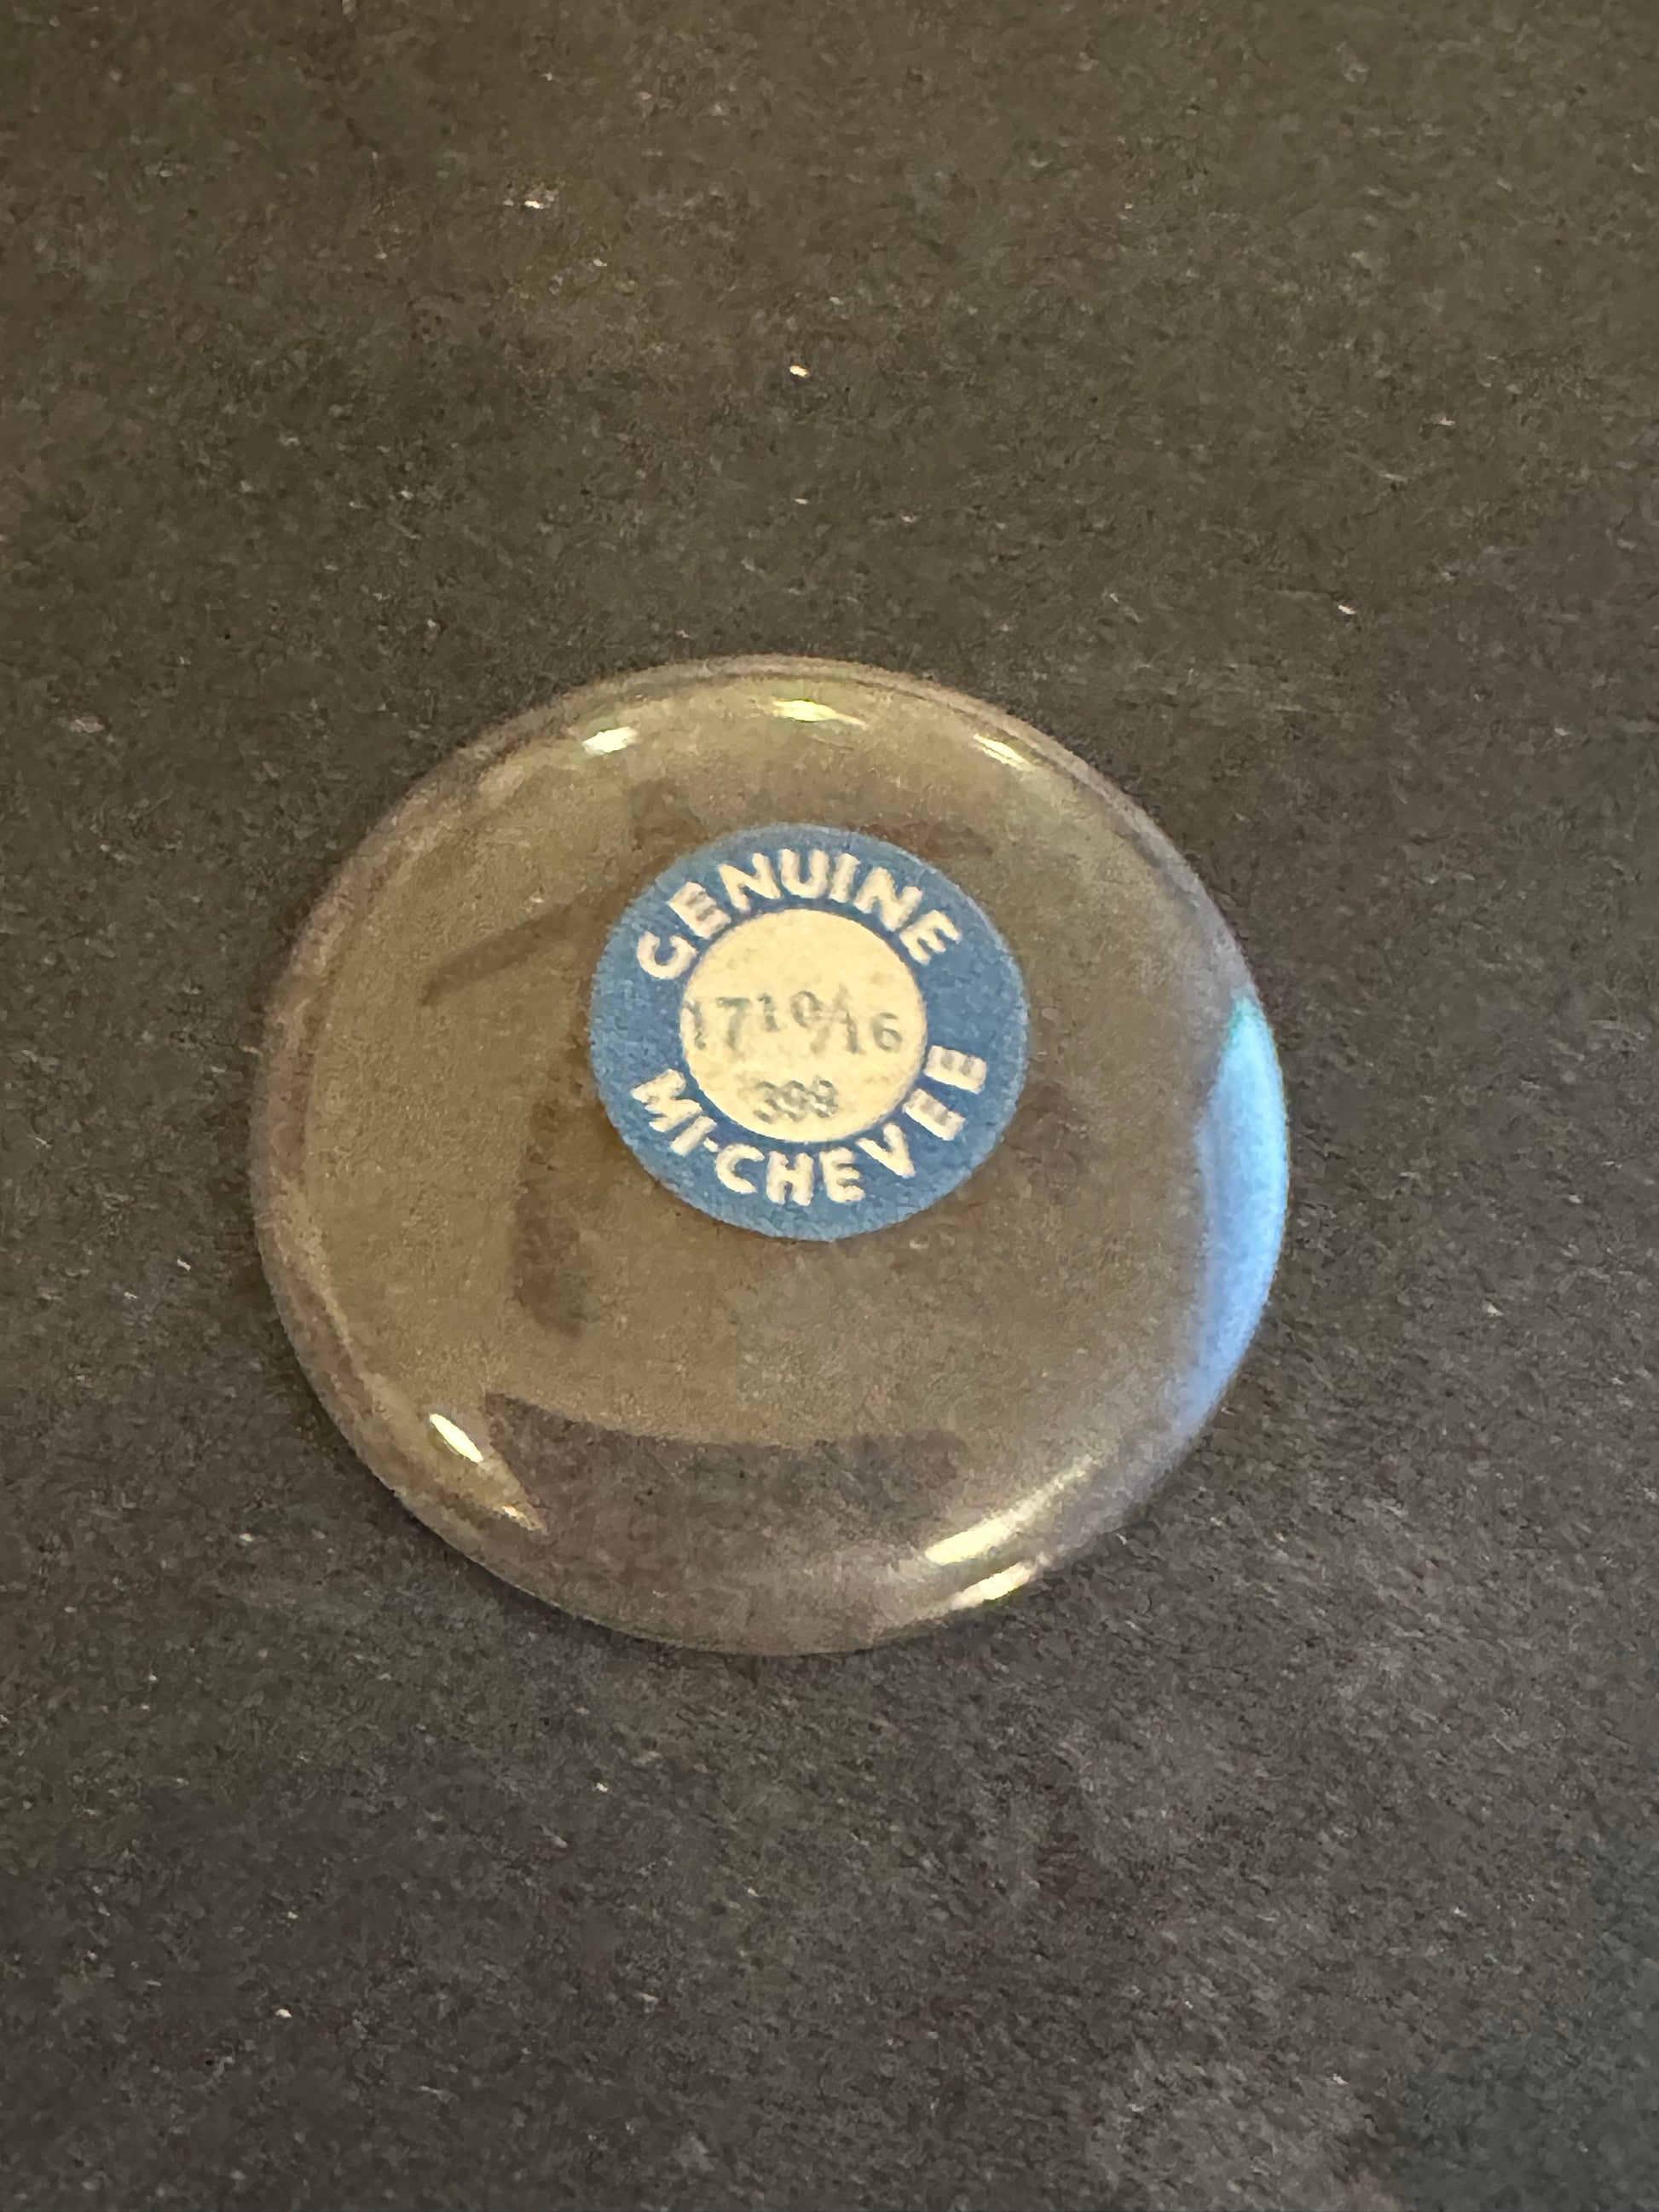 GENUINE
17 10/16
399
MI-CHEVEE